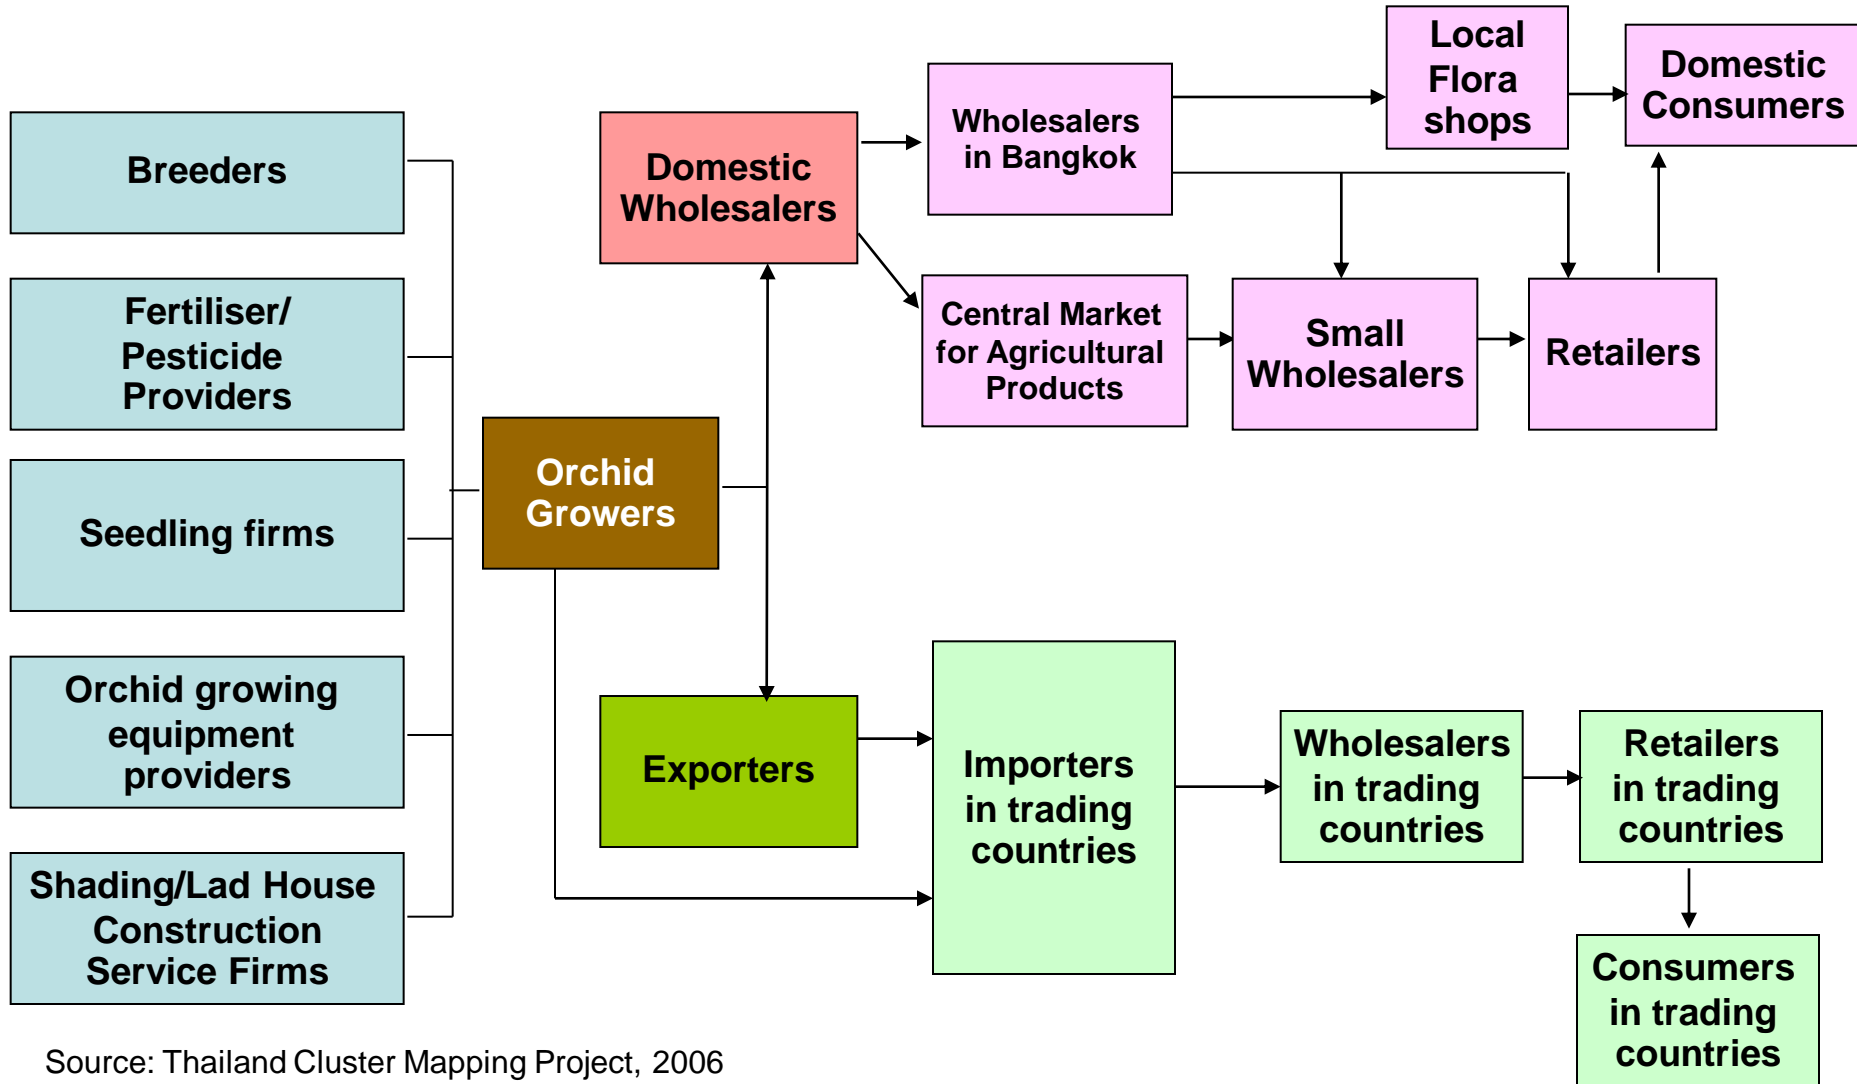 Breeders
Fertiliser/
Pesticide
Providers
Seedling firms
Orchid growing
equipment
providers
Shading/Lad House
Construction
Service Firms
Orchid
Growers
Domestic
Wholesalers
Exporters
Wholesalers
in Bangkok
Central Market
for Agricultural
Products
Local
Flora
shops
Domestic
Consumers
Small
Wholesalers
Retailers
Importers
in trading
countries
Wholesalers
in trading
countries
Retailers
in trading
countries
Consumers
in trading
countries
Source: Thailand Cluster Mapping Project, 2006